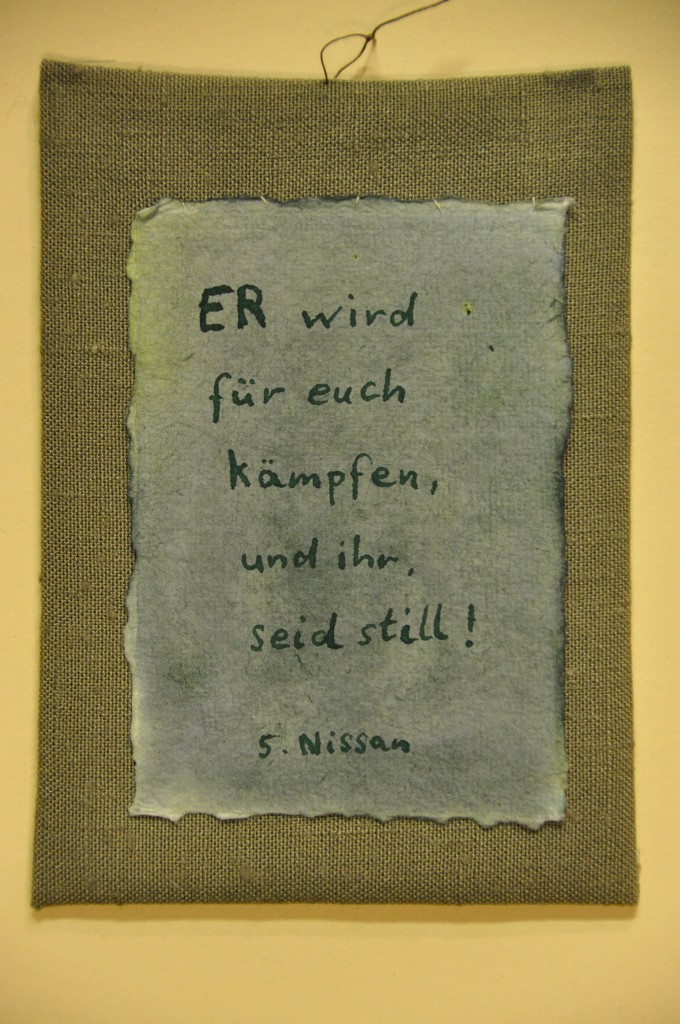 ER wird
für euch
kämpfen,
und ihr,
seid still!
5. Nissan